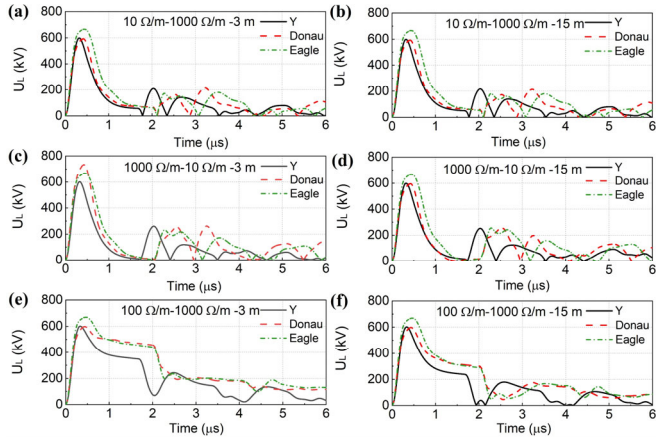 (a)
10 Ω/m-1000 Ω/m -3 m
Y
Donau
Eagle
U_L (kV)
800
600
400
200
0
0 1 2 3 4 5 6
Time (μs)
(b)
10 Ω/m-1000 Ω/m -15 m
Y
Donau
Eagle
U_L (kV)
800
600
400
200
0
0 1 2 3 4 5 6
Time (μs)
(c)
1000 Ω/m-10 Ω/m -3 m
Y
Donau
Eagle
U_L (kV)
800
600
400
200
0
0 1 2 3 4 5 6
Time (μs)
(d)
1000 Ω/m-10 Ω/m -15 m
Y
Donau
Eagle
U_L (kV)
800
600
400
200
0
0 1 2 3 4 5 6
Time (μs)
(e)
100 Ω/m-1000 Ω/m -3 m
Y
Donau
Eagle
U_L (kV)
800
600
400
200
0
0 1 2 3 4 5 6
Time (μs)
(f)
100 Ω/m-1000 Ω/m -15 m
Y
Donau
Eagle
U_L (kV)
800
600
400
200
0
0 1 2 3 4 5 6
Time (μs)